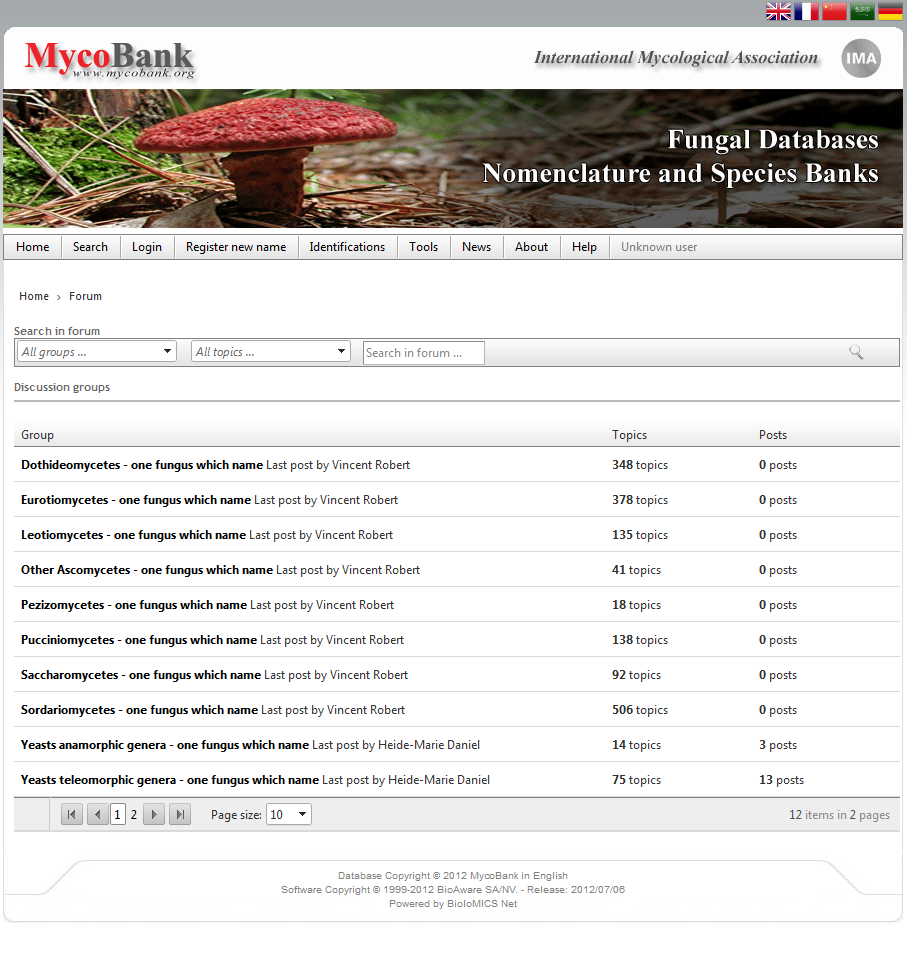 MycoBank
www.mycobank.org
International Mycological Association
IMA
Fungal Databases
Nomenclature and Species Banks
Home Search Login Register new name Identifications Tools News About Help Unknown user
Home › Forum
Search in forum
All groups ... All topics ... Search in forum ...
Discussion groups
Group Topics Posts
Dothideomycetes - one fungus which name Last post by Vincent Robert 348 topics 0 posts
Eurotiomycetes - one fungus which name Last post by Vincent Robert 378 topics 0 posts
Leotiomycetes - one fungus which name Last post by Vincent Robert 135 topics 0 posts
Other Ascomycetes - one fungus which name Last post by Vincent Robert 41 topics 0 posts
Pezizomycetes - one fungus which name Last post by Vincent Robert 18 topics 0 posts
Pucciniomycetes - one fungus which name Last post by Vincent Robert 138 topics 0 posts
Saccharomycetes - one fungus which name Last post by Vincent Robert 92 topics 0 posts
Sordariomycetes - one fungus which name Last post by Vincent Robert 506 topics 0 posts
Yeasts anamorphic genera - one fungus which name Last post by Heide-Marie Daniel 14 topics 3 posts
Yeasts teleomorphic genera - one fungus which name Last post by Heide-Marie Daniel 75 topics 13 posts
1 2 Page size: 10 12 items in 2 pages
Database Copyright © 2012 MycoBank in English
Software Copyright © 1999-2012 BioAware SA/NV. - Release: 2012/07/06
Powered by BioloMICS Net